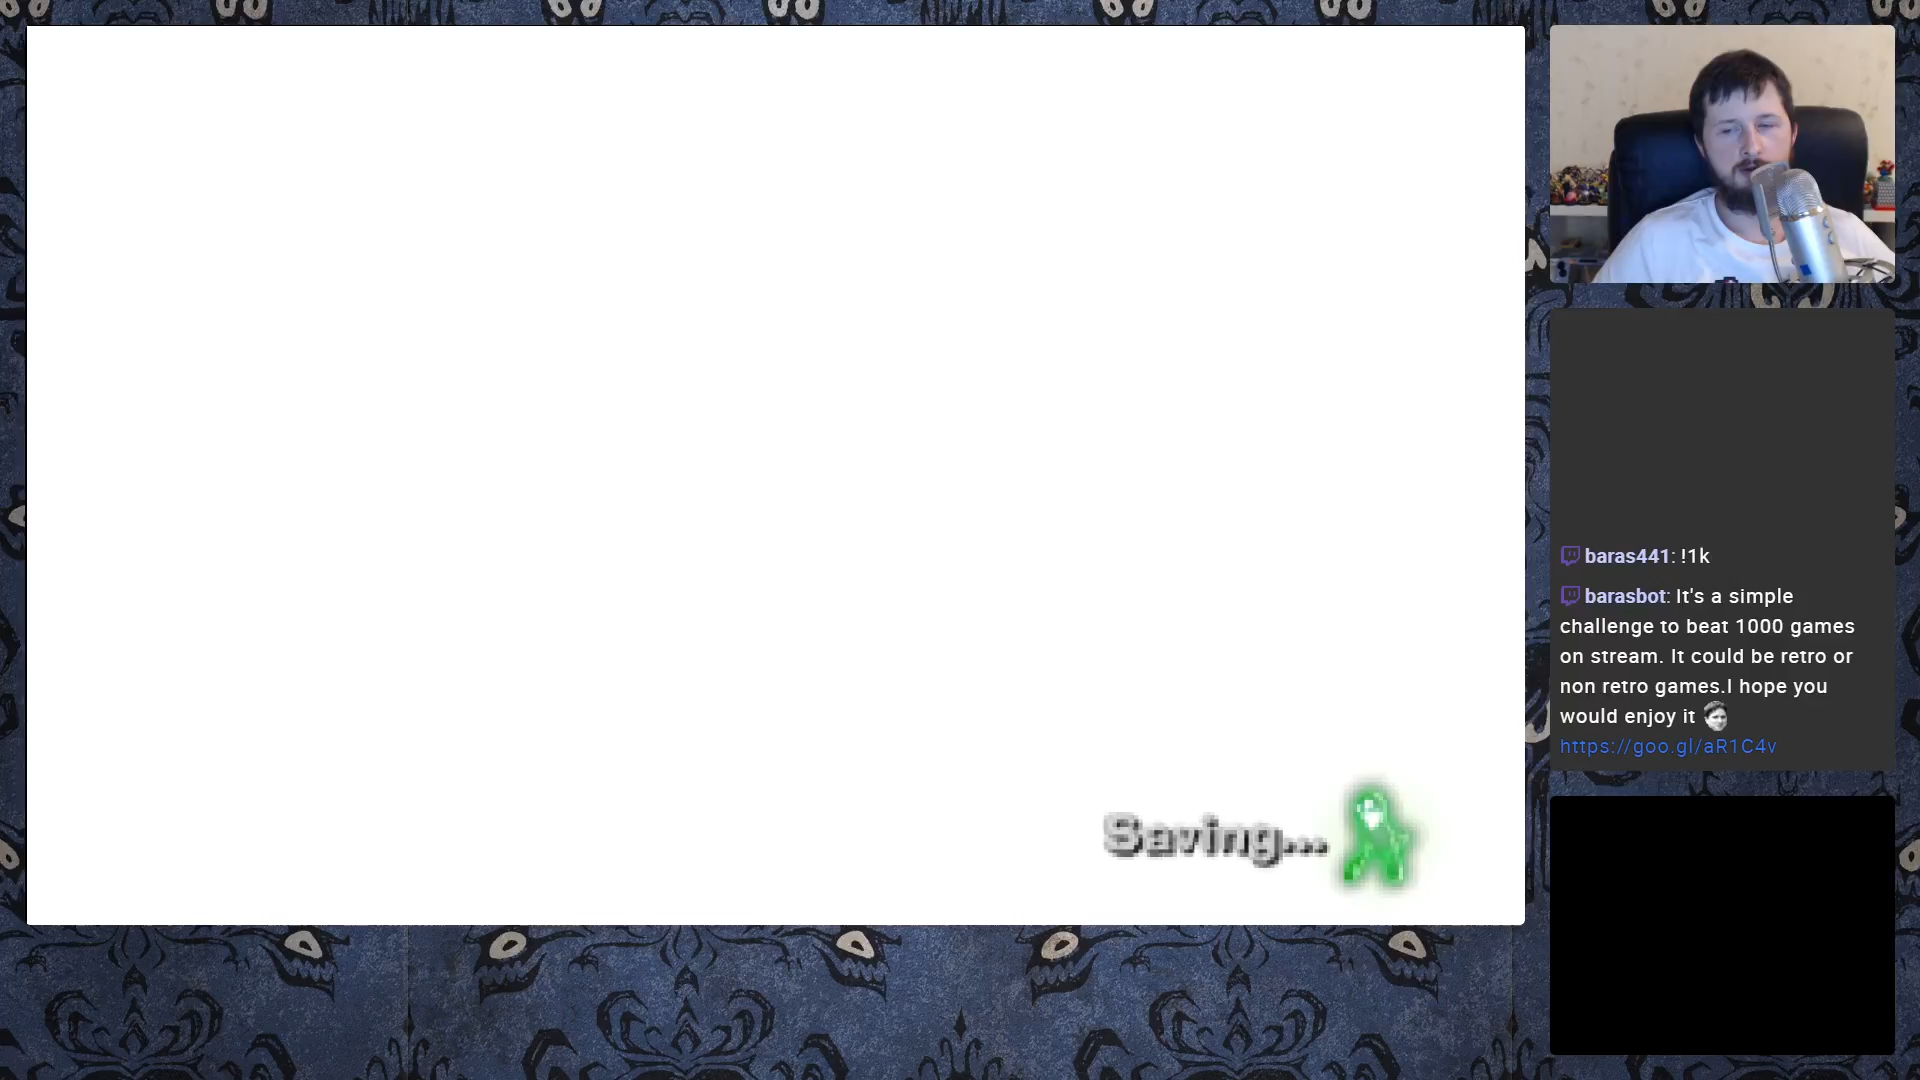 Saving...
baras441: !1k
barasbot: It's a simple
challenge to beat 1000 games
on stream. It could be retro or
non retro games.I hope you
would enjoy it
https://goo.gl/aR1C4v